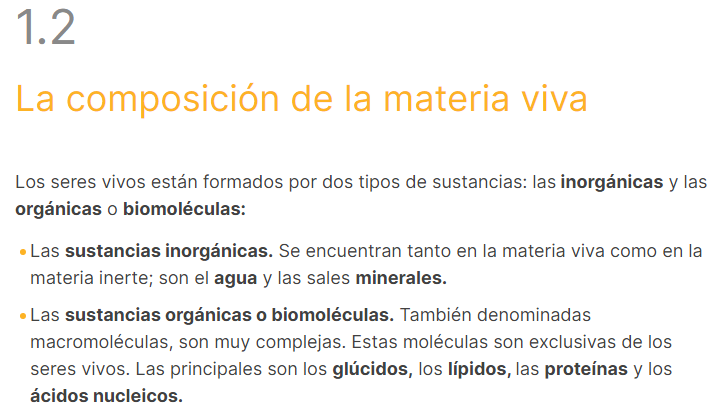 1.2
La composición de la materia viva
Los seres vivos están formados por dos tipos de sustancias: las inorgánicas y las
orgánicas o biomoléculas:
• Las sustancias inorgánicas. Se encuentran tanto en la materia viva como en la
materia inerte; son el agua y las sales minerales.
• Las sustancias orgánicas o biomoléculas. También denominadas
macromoléculas, son muy complejas. Estas moléculas son exclusivas de los
seres vivos. Las principales son los glúcidos, los lípidos, las proteínas y los
ácidos nucleicos.